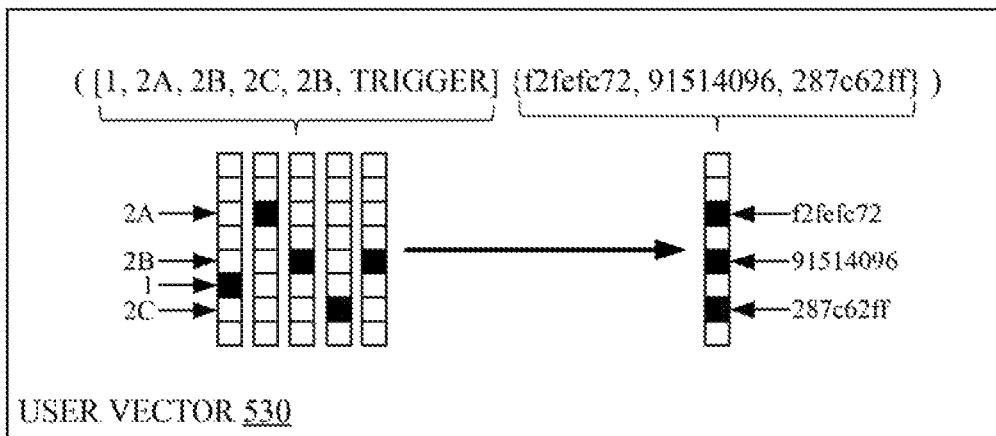 ( [1, 2A, 2B, 2C, 2B, TRIGGER] {f2fefc72, 91514096, 287c62ff} )
2A
f2fefc72
2B
91514096
1
2C
287c62ff
USER VECTOR 530